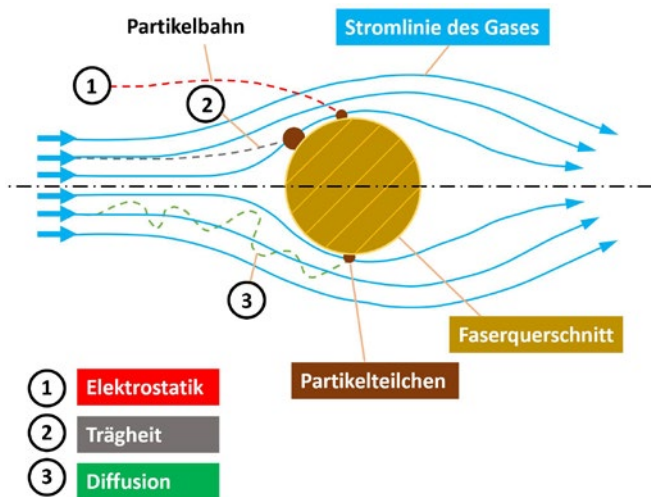 Partikelbahn
Stromlinie des Gases
1
2
3
Faserquerschnitt
Partikelteilchen
1 Elektrostatik
2 Trägheit
3 Diffusion